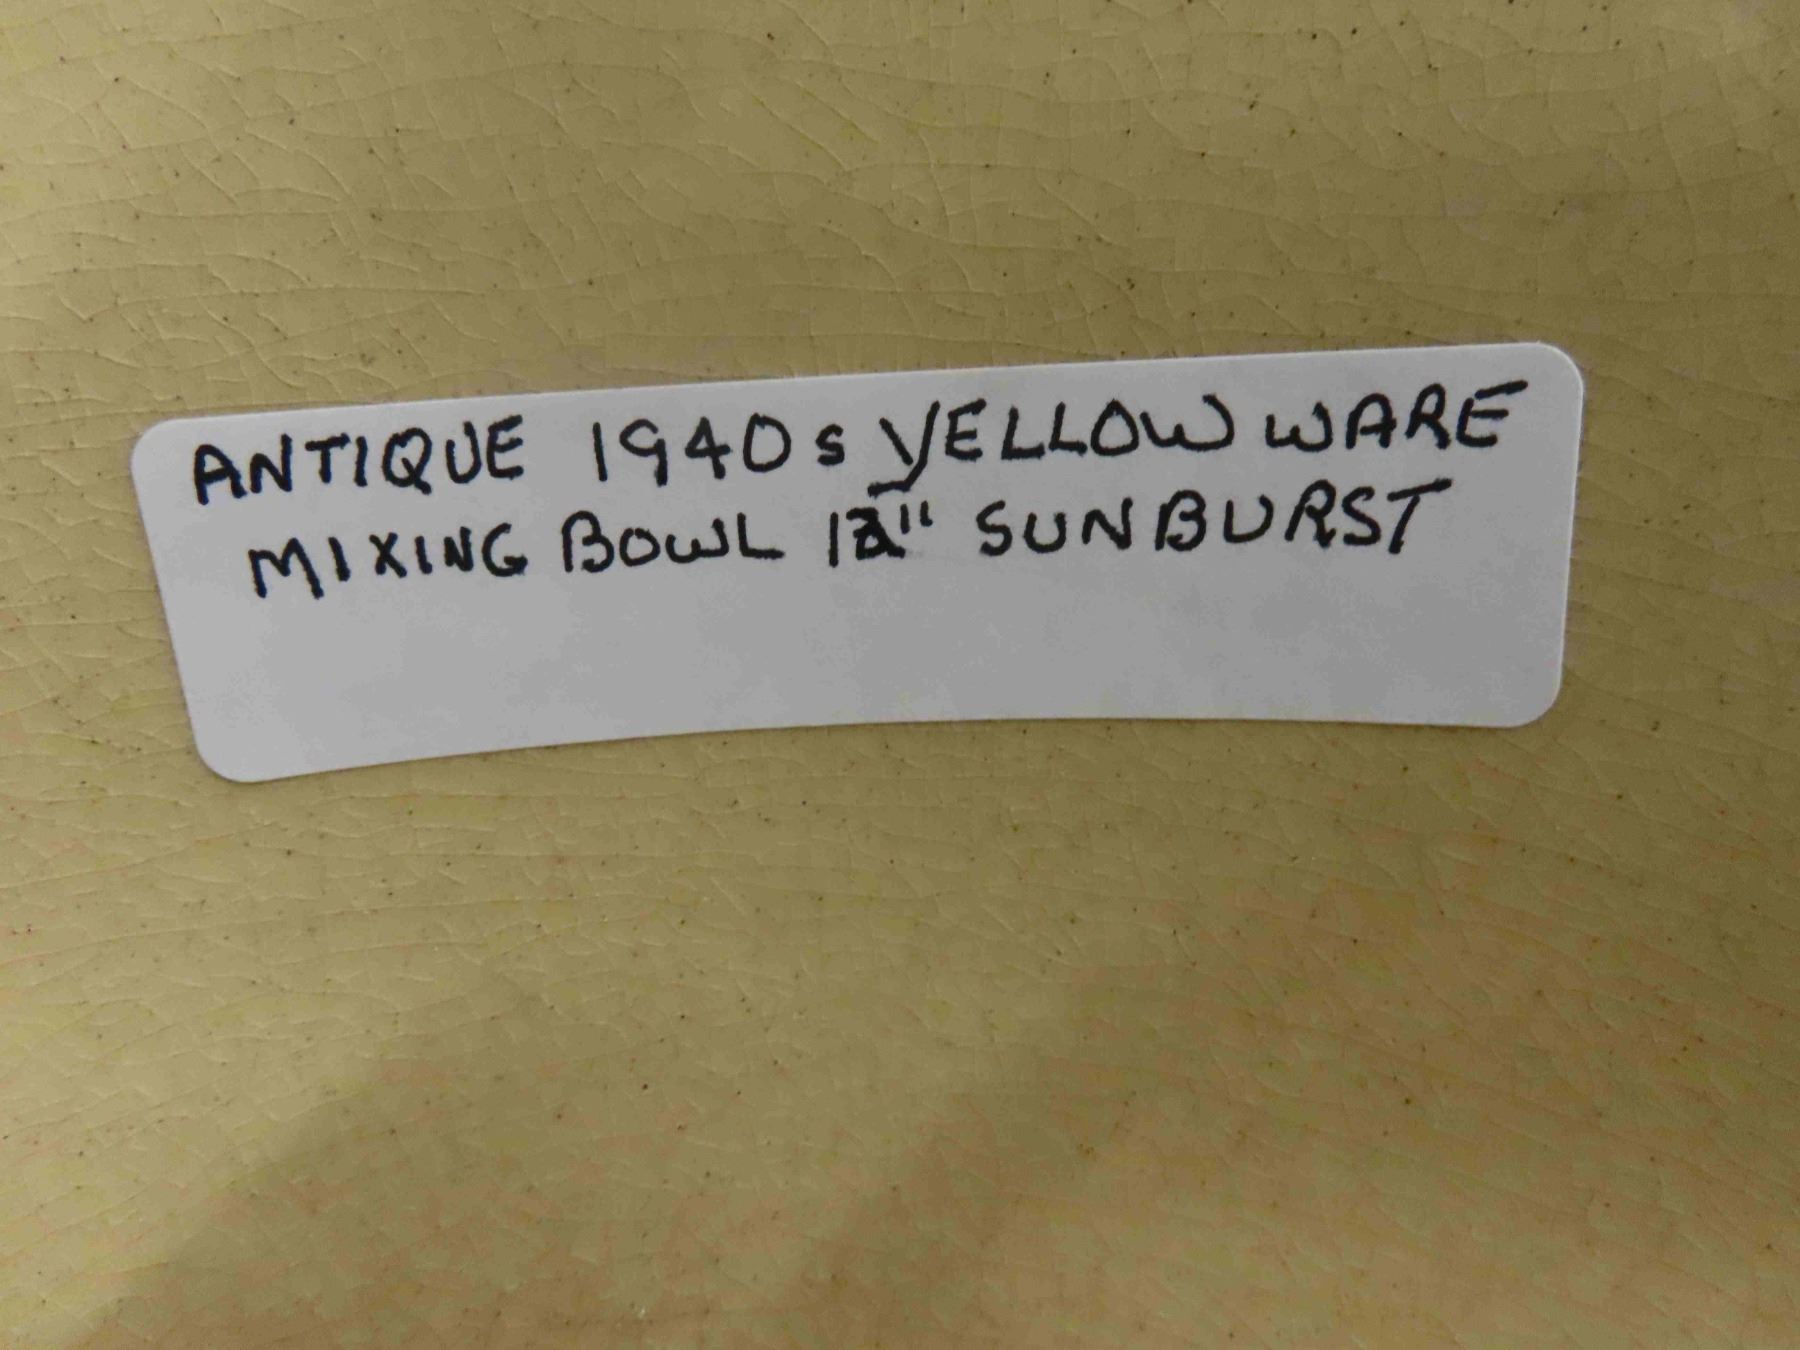 ANTIQUE 1940s YELLOW WARE
MIXING BOWL 12" SUNBURST